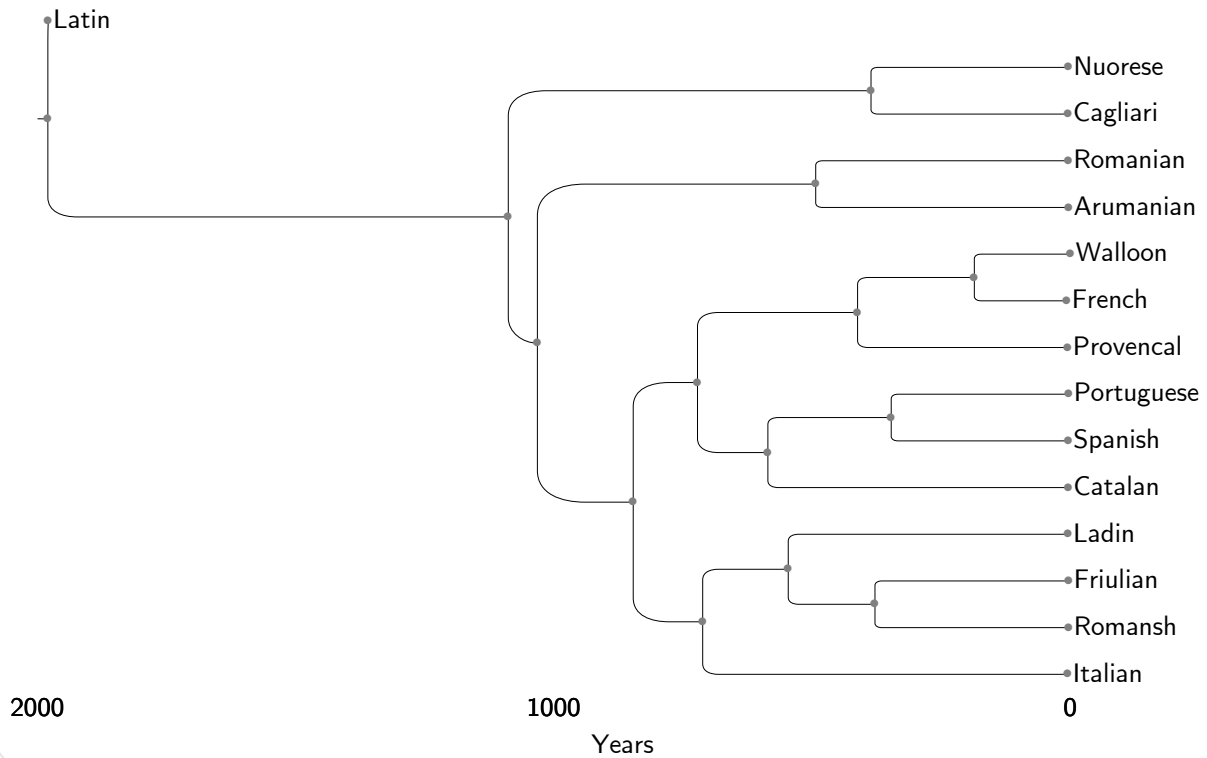 Latin
Nuorese
Cagliari
Romanian
Arumanian
Walloon
French
Provencal
Portuguese
Spanish
Catalan
Ladin
Friulian
Romansh
Italian
2000 1000 0
Years